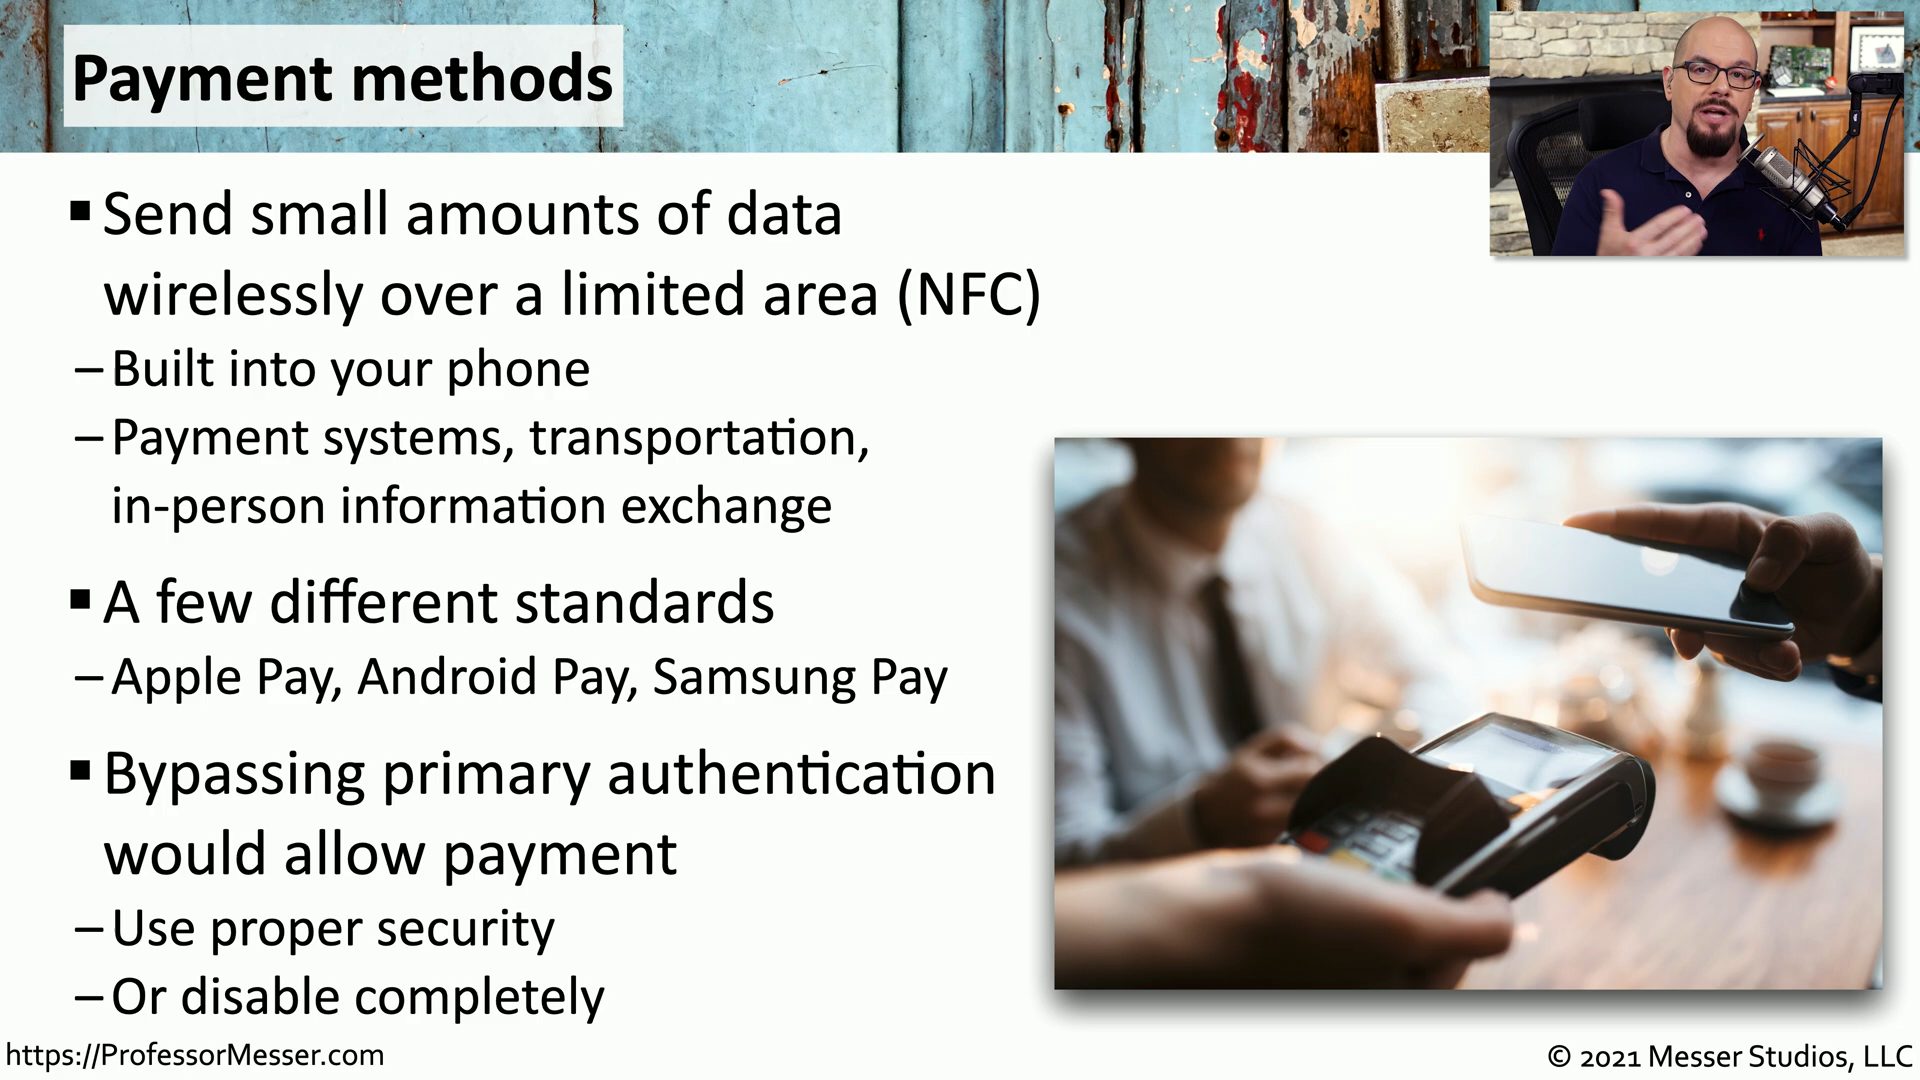 Payment methods
▪ Send small amounts of data
wirelessly over a limited area (NFC)
– Built into your phone
– Payment systems, transportation,
in-person information exchange
▪ A few different standards
– Apple Pay, Android Pay, Samsung Pay
▪ Bypassing primary authentication
would allow payment
– Use proper security
– Or disable completely
https://ProfessorMesser.com
© 2021 Messer Studios, LLC